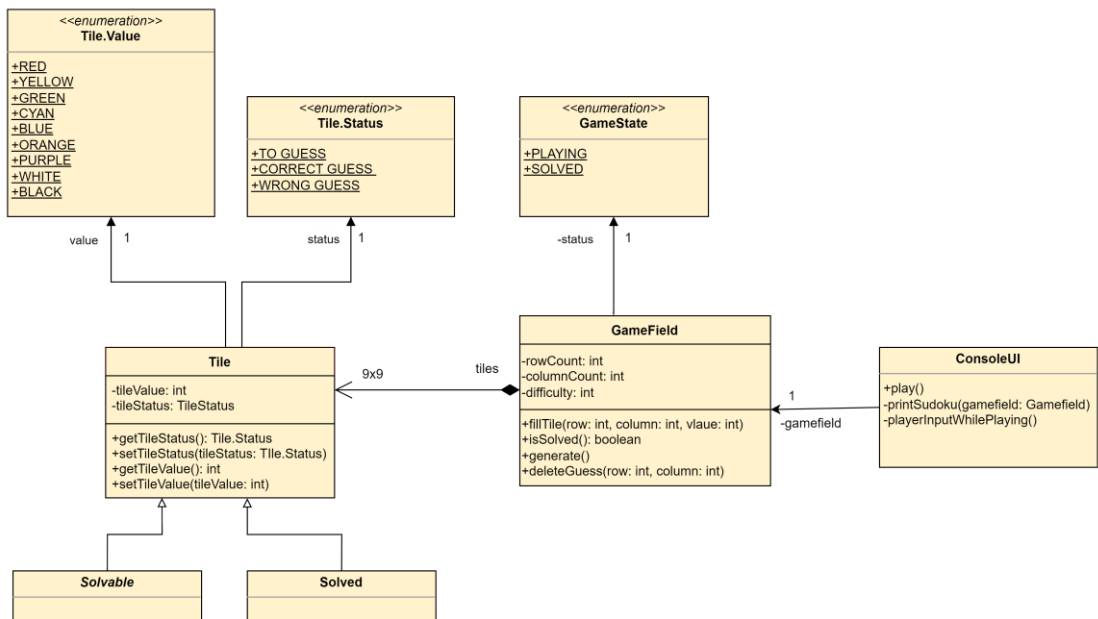 <<enumeration>>
Tile.Value
+RED
+YELLOW
+GREEN
+CYAN
+BLUE
+ORANGE
+PURPLE
+WHITE
+BLACK
<<enumeration>>
Tile.Status
+TO GUESS
+CORRECT GUESS
+WRONG GUESS
<<enumeration>>
GameState
+PLAYING
+SOLVED
value
1
status
1
-status
1
Tile
-tileValue: int
-tileStatus: TileStatus
+getTileStatus(): Tile.Status
+setTileStatus(tileStatus: TIle.Status)
+getTileValue(): int
+setTileValue(tileValue: int)
9x9
tiles
GameField
-rowCount: int
-columnCount: int
-difficulty: int
+fillTile(row: int, column: int, vlaue: int)
+isSolved(): boolean
+generate()
+deleteGuess(row: int, column: int)
1
-gamefield
ConsoleUI
+play()
-printSudoku(gamefield: Gamefield)
-playerInputWhilePlaying()
Solvable
Solved